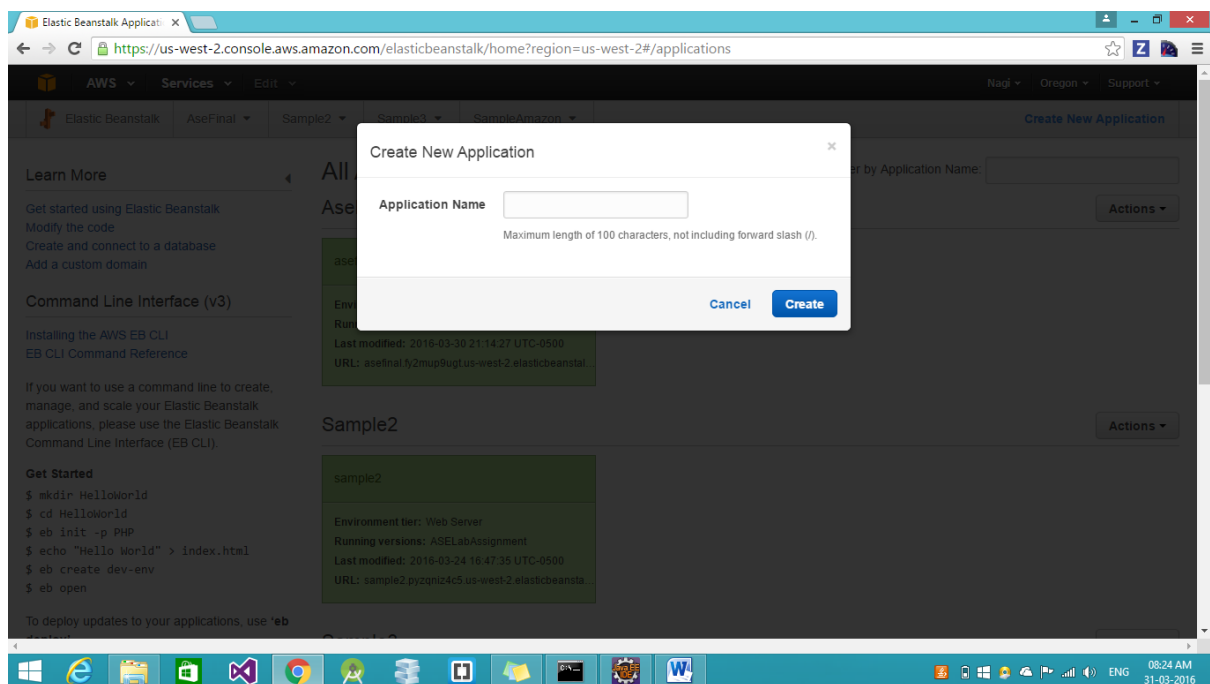 Elastic Beanstalk Applicati
https://us-west-2.console.aws.amazon.com/elasticbeanstalk/home?region=us-west-2#/applications
AWS Services Edit Nagi Oregon Support
Elastic Beanstalk AseFinal Sample2 Sample3 SampleAmazon Create New Application
Create New Application
Application Name
Maximum length of 100 characters, not including forward slash (/).
Cancel Create
Learn More
Get started using Elastic Beanstalk
Modify the code
Create and connect to a database
Add a custom domain
Command Line Interface (v3)
Installing the AWS EB CLI
EB CLI Command Reference
If you want to use a command line to create,
manage, and scale your Elastic Beanstalk
applications, please use the Elastic Beanstalk
Command Line Interface (EB CLI).
Get Started
$ mkdir HelloWorld
$ cd HelloWorld
$ eb init -p PHP
$ echo "Hello World" > index.html
$ eb create dev-env
$ eb open
To deploy updates to your applications, use 'eb
All
er by Application Name:
Ase
Actions
ase
Envi
Runn
Last modified: 2016-03-30 21:14:27 UTC-0500
URL: asefinal.fy2mup9ugt.us-west-2.elasticbeanstal...
Sample2
Actions
sample2
Environment tier: Web Server
Running versions: ASELabAssignment
Last modified: 2016-03-24 16:47:35 UTC-0500
URL: sample2.pyzqniz4c5.us-west-2.elasticbeansta...
ENG
08:24 AM
31-03-2016